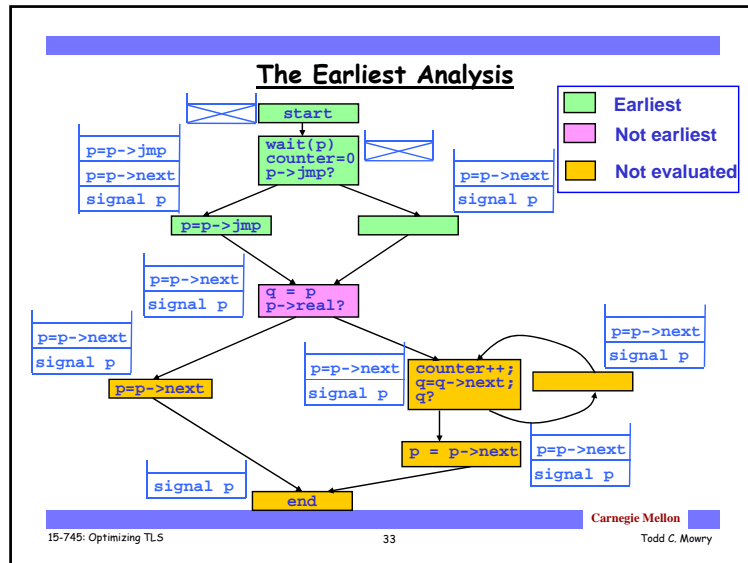 The Earliest Analysis
Earliest
Not earliest
Not evaluated
start
p=p->jmp
p=p->next
signal p
wait(p)
counter=0
p->jmp?
p=p->next
signal p
p=p->jmp
p=p->next
signal p
q = p
p->real?
p=p->next
signal p
p=p->next
signal p
p=p->next
signal p
counter++;
q=q->next;
q?
p=p->next
p = p->next
p=p->next
signal p
signal p
end
Carnegie Mellon
15-745: Optimizing TLS
33
Todd C. Mowry